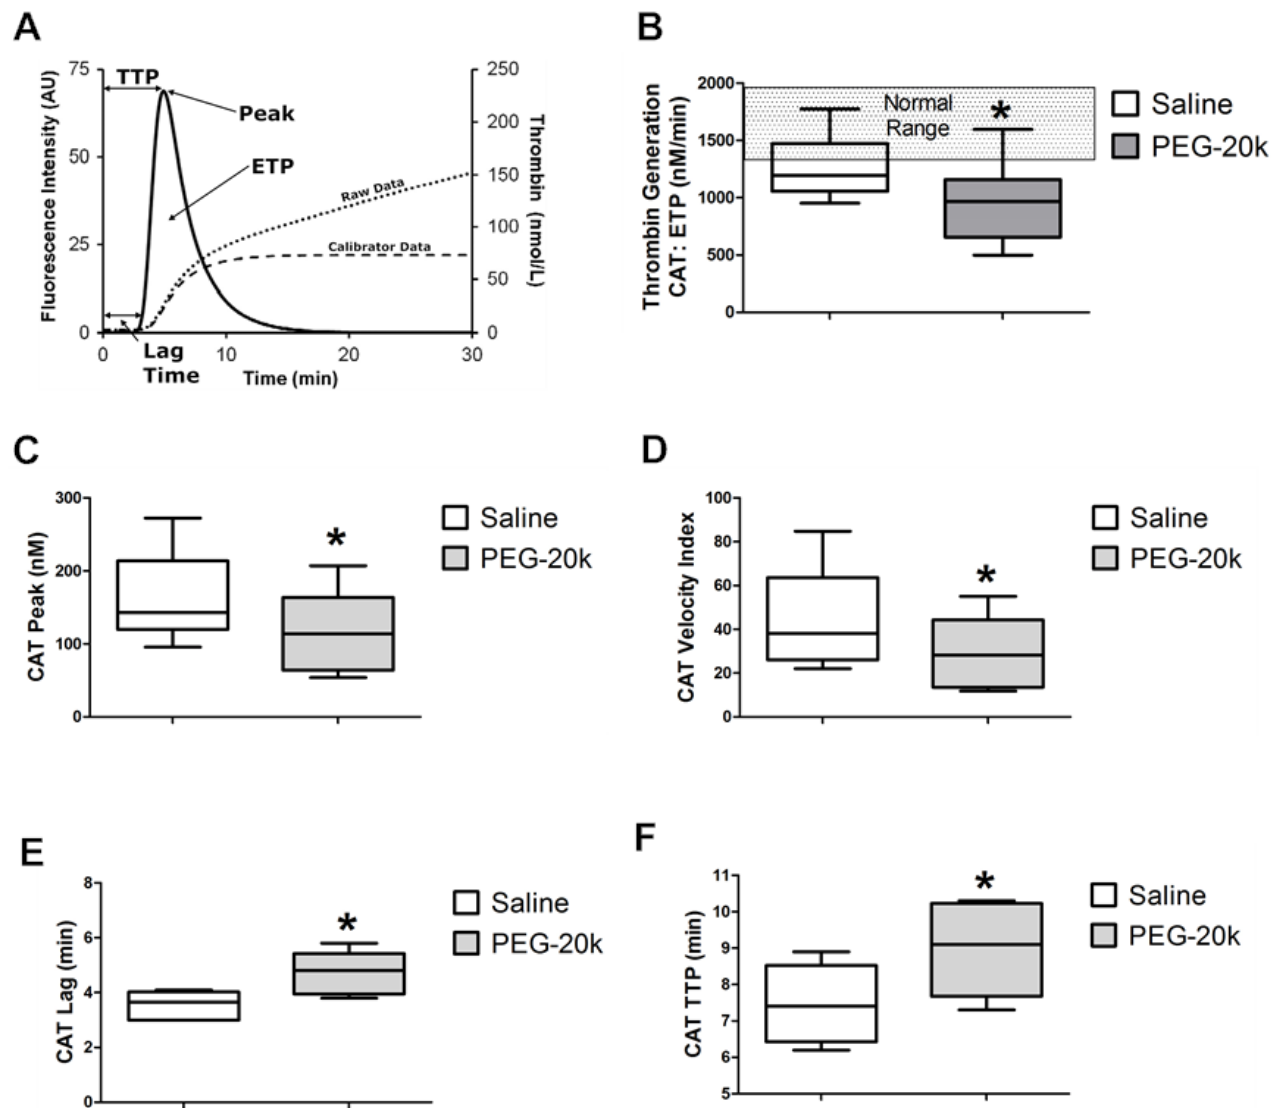 A
75
50
25
0
Fluorescence Intensity (AU)
TTP
Peak
ETP
Raw Data
Calibrator Data
Lag
Time
0
10
20
30
Time (min)
250
200
150
100
50
0
Thrombin (nmol/L)
B
2000
1500
1000
500
0
Thrombin Generation
CAT: ETP (nM/min)
Normal
Range
*
Saline
PEG-20k
C
300
200
100
0
CAT Peak (nM)
*
Saline
PEG-20k
D
100
80
60
40
20
0
CAT Velocity Index
*
Saline
PEG-20k
E
8
6
4
2
0
CAT Lag (min)
*
Saline
PEG-20k
F
11
10
9
8
7
6
5
CAT TTP (min)
*
Saline
PEG-20k